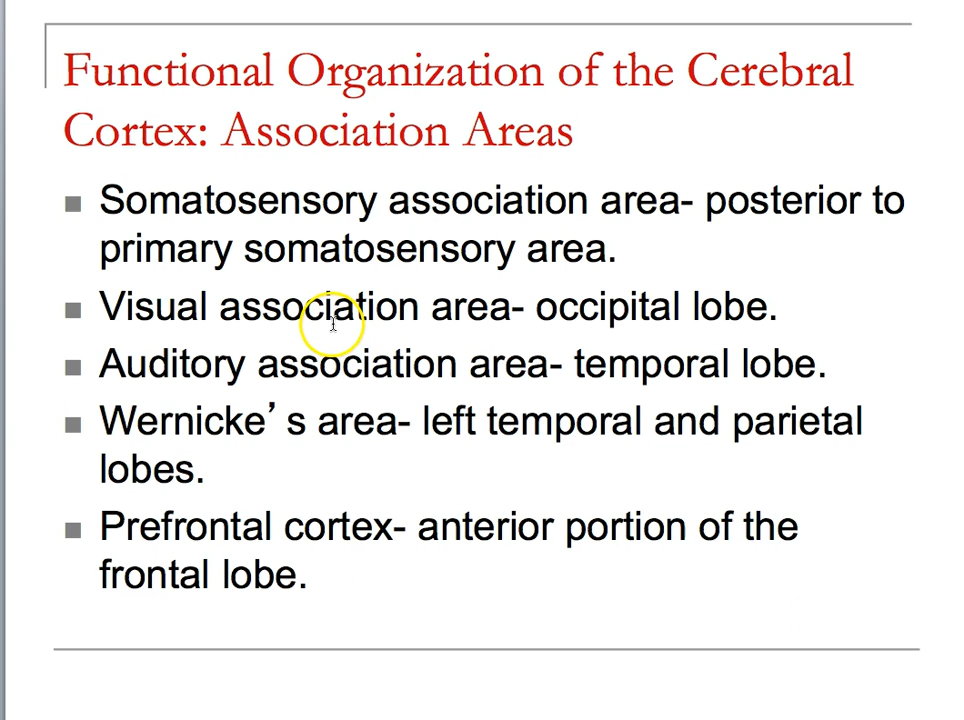 Functional Organization of the Cerebral
Cortex: Association Areas
Somatosensory association area- posterior to
primary somatosensory area.
Visual association area- occipital lobe.
Auditory association area- temporal lobe.
Wernicke’s area- left temporal and parietal
lobes.
Prefrontal cortex- anterior portion of the
frontal lobe.